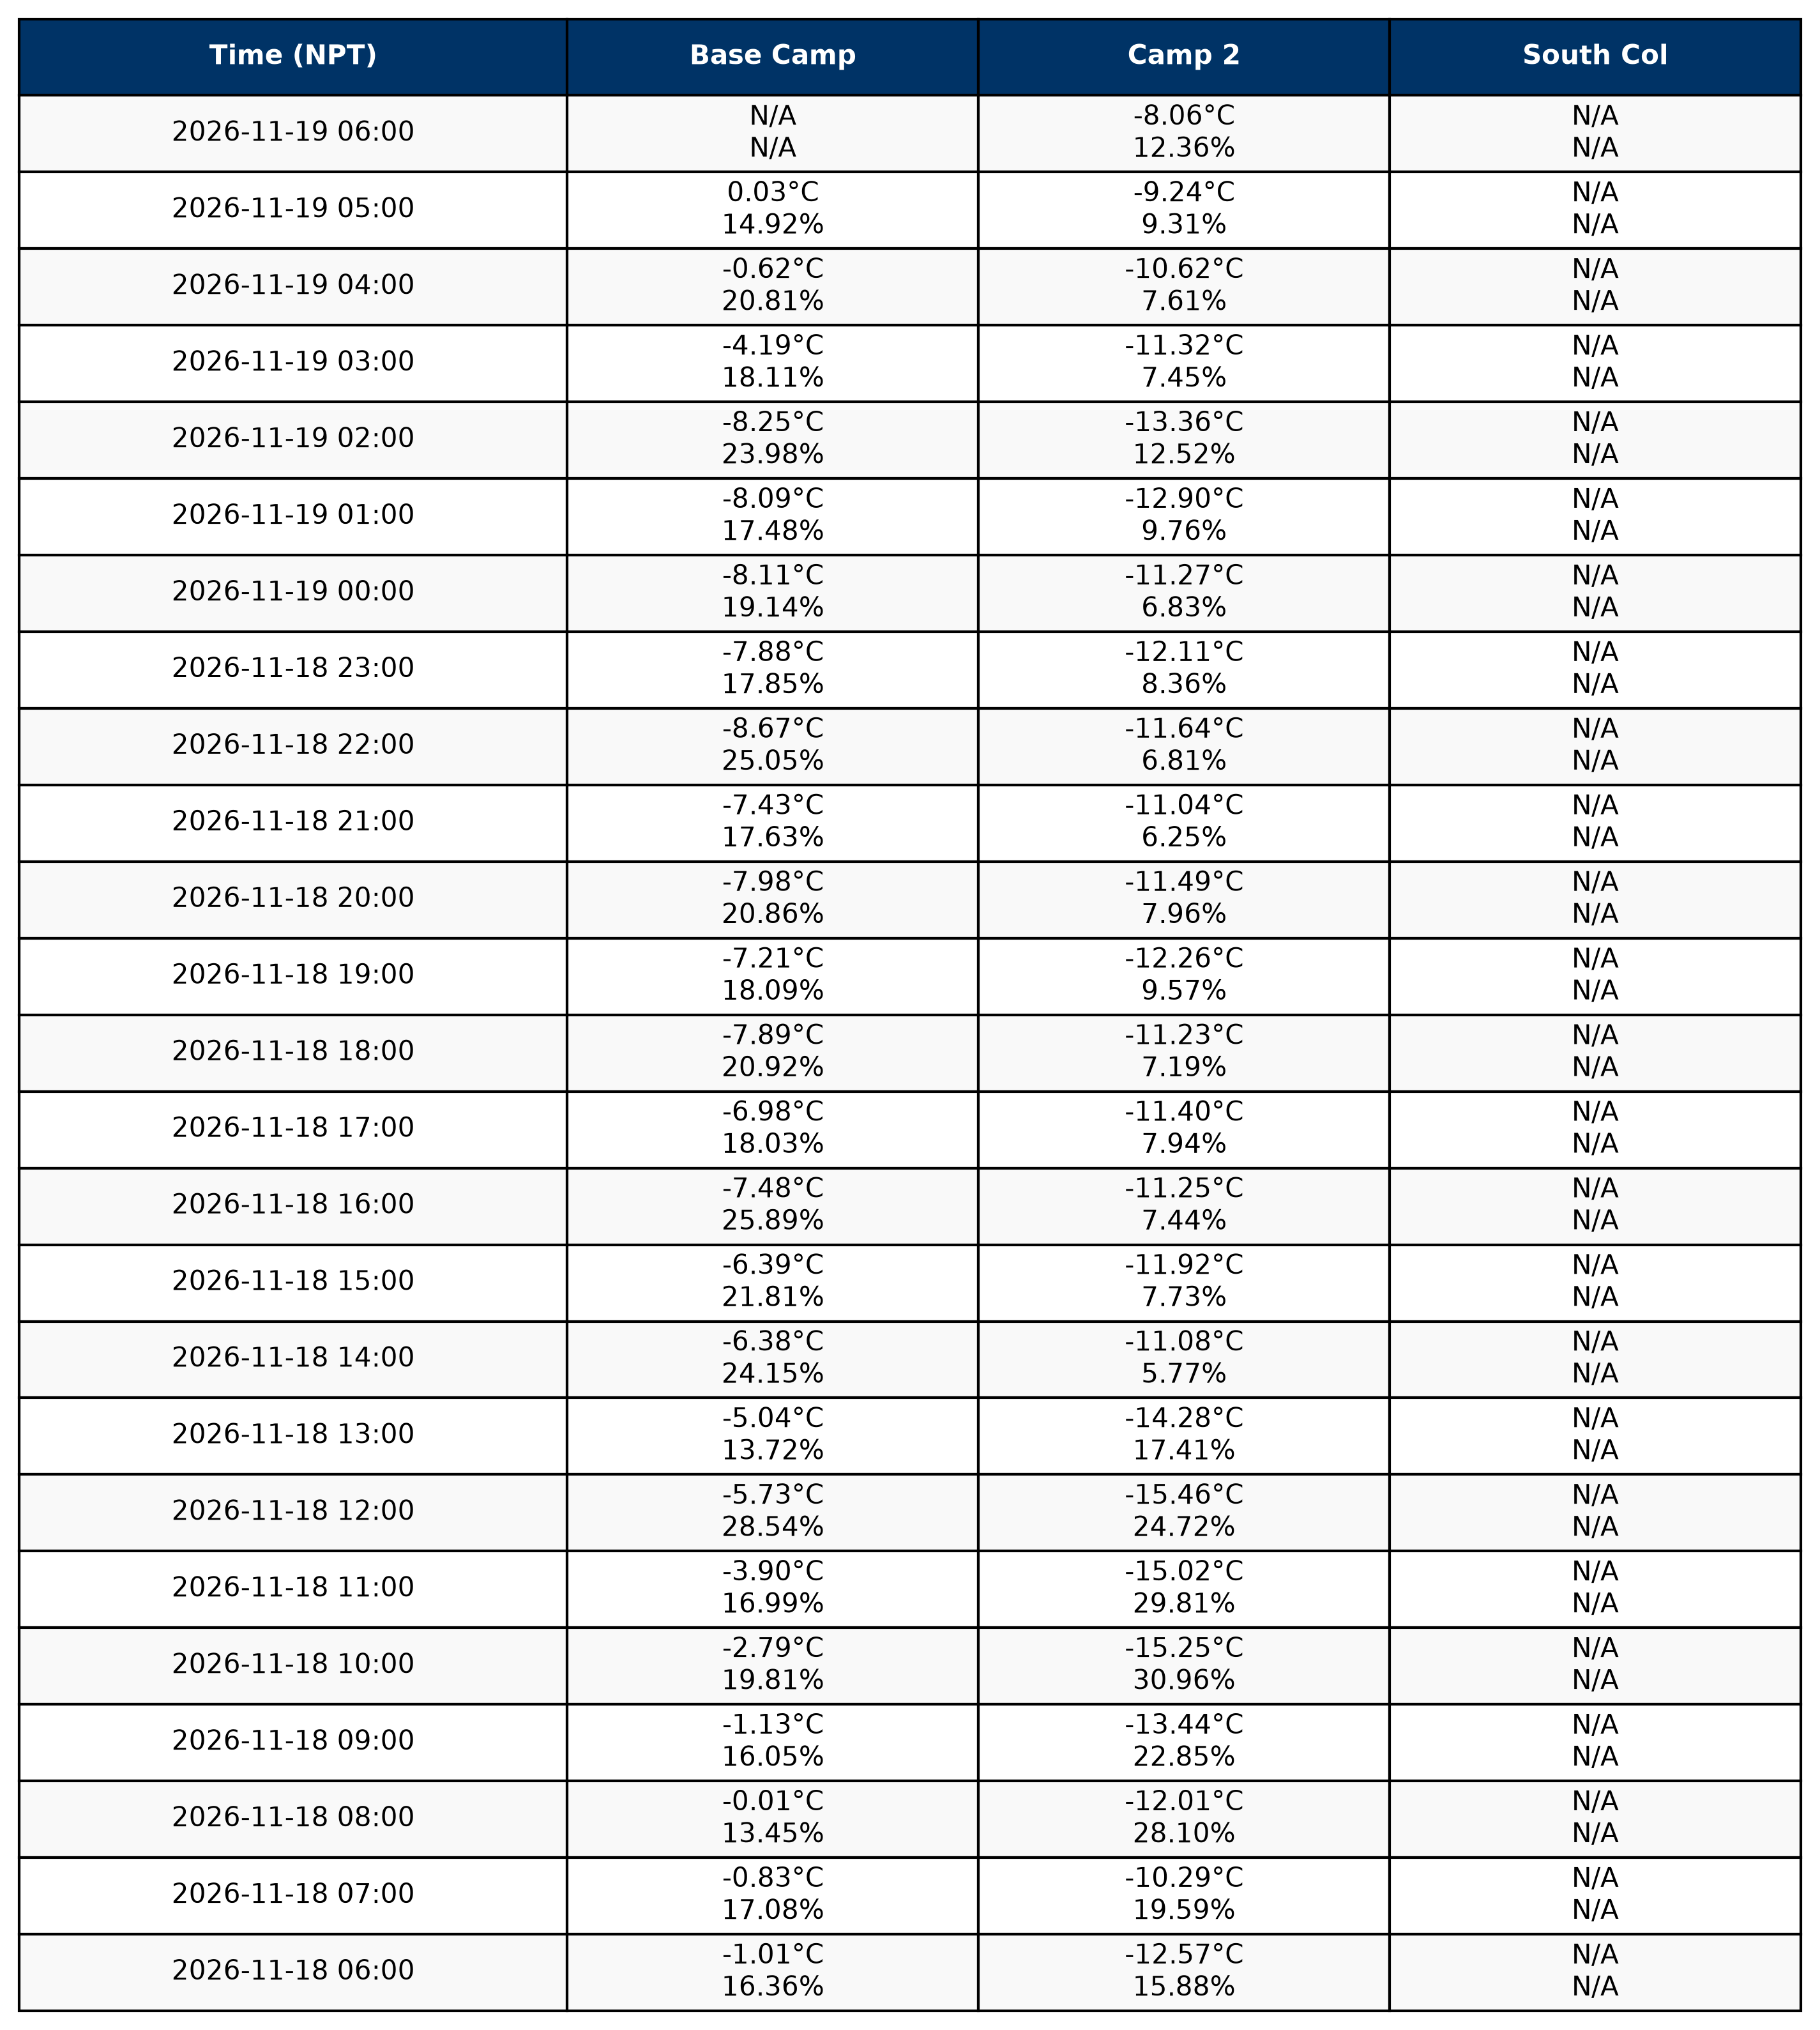 Time (NPT) Base Camp Camp 2 South Col
2026-11-19 06:00 N/A -8.06°C N/A
N/A 12.36% N/A
2026-11-19 05:00 0.03°C -9.24°C N/A
14.92% 9.31% N/A
2026-11-19 04:00 -0.62°C -10.62°C N/A
20.81% 7.61% N/A
2026-11-19 03:00 -4.19°C -11.32°C N/A
18.11% 7.45% N/A
2026-11-19 02:00 -8.25°C -13.36°C N/A
23.98% 12.52% N/A
2026-11-19 01:00 -8.09°C -12.90°C N/A
17.48% 9.76% N/A
2026-11-19 00:00 -8.11°C -11.27°C N/A
19.14% 6.83% N/A
2026-11-18 23:00 -7.88°C -12.11°C N/A
17.85% 8.36% N/A
2026-11-18 22:00 -8.67°C -11.64°C N/A
25.05% 6.81% N/A
2026-11-18 21:00 -7.43°C -11.04°C N/A
17.63% 6.25% N/A
2026-11-18 20:00 -7.98°C -11.49°C N/A
20.86% 7.96% N/A
2026-11-18 19:00 -7.21°C -12.26°C N/A
18.09% 9.57% N/A
2026-11-18 18:00 -7.89°C -11.23°C N/A
20.92% 7.19% N/A
2026-11-18 17:00 -6.98°C -11.40°C N/A
18.03% 7.94% N/A
2026-11-18 16:00 -7.48°C -11.25°C N/A
25.89% 7.44% N/A
2026-11-18 15:00 -6.39°C -11.92°C N/A
21.81% 7.73% N/A
2026-11-18 14:00 -6.38°C -11.08°C N/A
24.15% 5.77% N/A
2026-11-18 13:00 -5.04°C -14.28°C N/A
13.72% 17.41% N/A
2026-11-18 12:00 -5.73°C -15.46°C N/A
28.54% 24.72% N/A
2026-11-18 11:00 -3.90°C -15.02°C N/A
16.99% 29.81% N/A
2026-11-18 10:00 -2.79°C -15.25°C N/A
19.81% 30.96% N/A
2026-11-18 09:00 -1.13°C -13.44°C N/A
16.05% 22.85% N/A
2026-11-18 08:00 -0.01°C -12.01°C N/A
13.45% 28.10% N/A
2026-11-18 07:00 -0.83°C -10.29°C N/A
17.08% 19.59% N/A
2026-11-18 06:00 -1.01°C -12.57°C N/A
16.36% 15.88% N/A